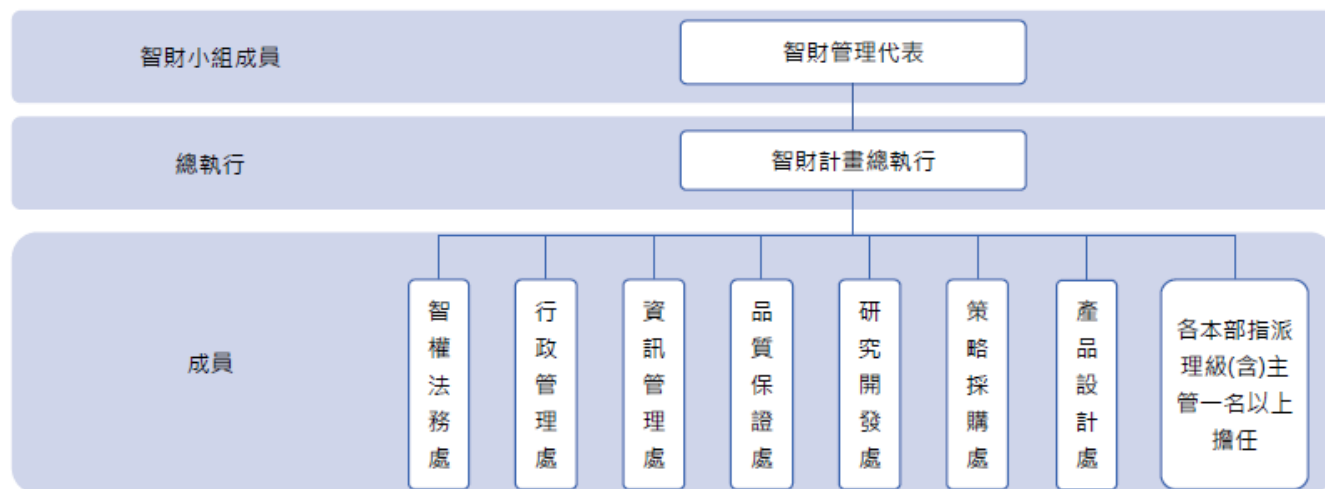 智財小組成員
智財管理代表
總執行
智財計畫總執行
成員
智權法務處
行政管理處
資訊管理處
品質保證處
研究開發處
策略採購處
產品設計處
各本部指派
理級(含)主
管一名以上
擔任